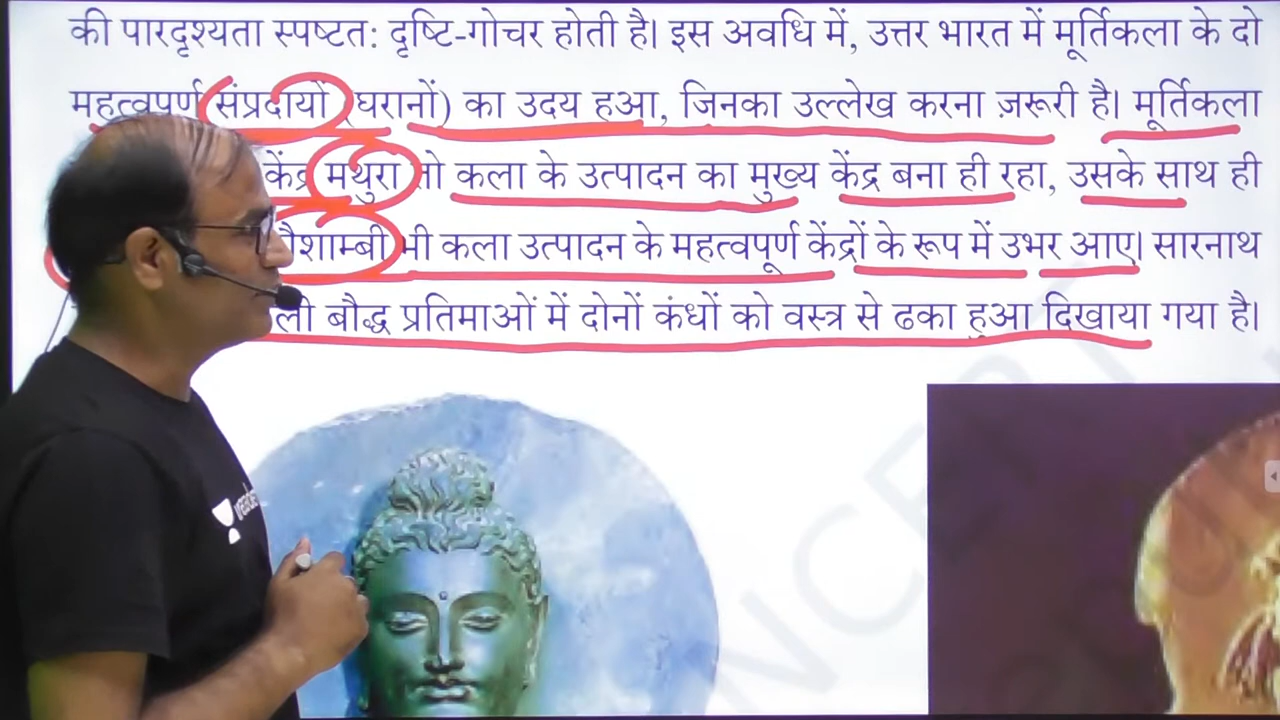 की पारदृश्यता स्पष्टत: दृष्टि-गोचर होती है। इस अवधि में, उत्तर भारत में मूर्तिकला के दो
महत्वपूर्ण संप्रदायों (घरानों) का उदय हुआ, जिनका उल्लेख करना ज़रूरी है। मूर्तिकला
केंद्र मथुरा तो कला के उत्पादन का मुख्य केंद्र बना ही रहा, उसके साथ ही
भी कला उत्पादन के महत्वपूर्ण केंद्रों के रूप में उभर आए। सारनाथ
बौद्ध प्रतिमाओं में दोनों कंधों को वस्त्र से ढका हुआ दिखाया गया है।
NCERT